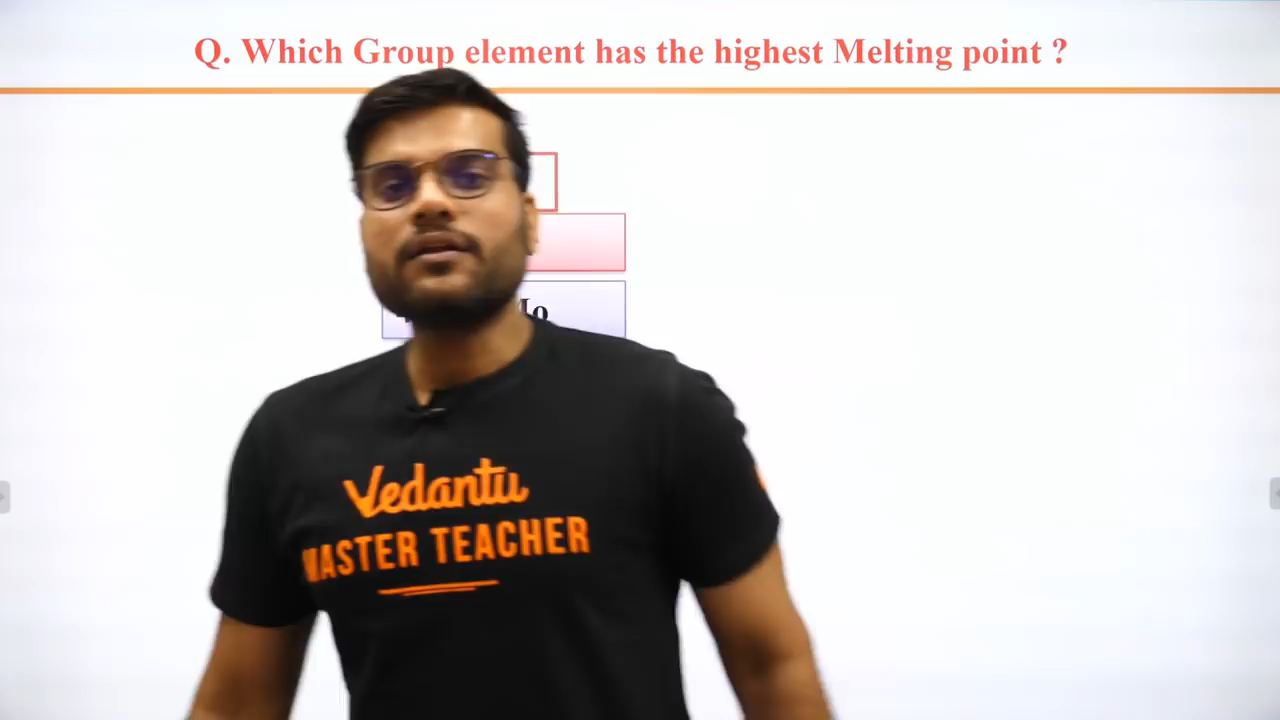 Q. Which Group element has the highest Melting point ?
Vedantu
MASTER TEACHER